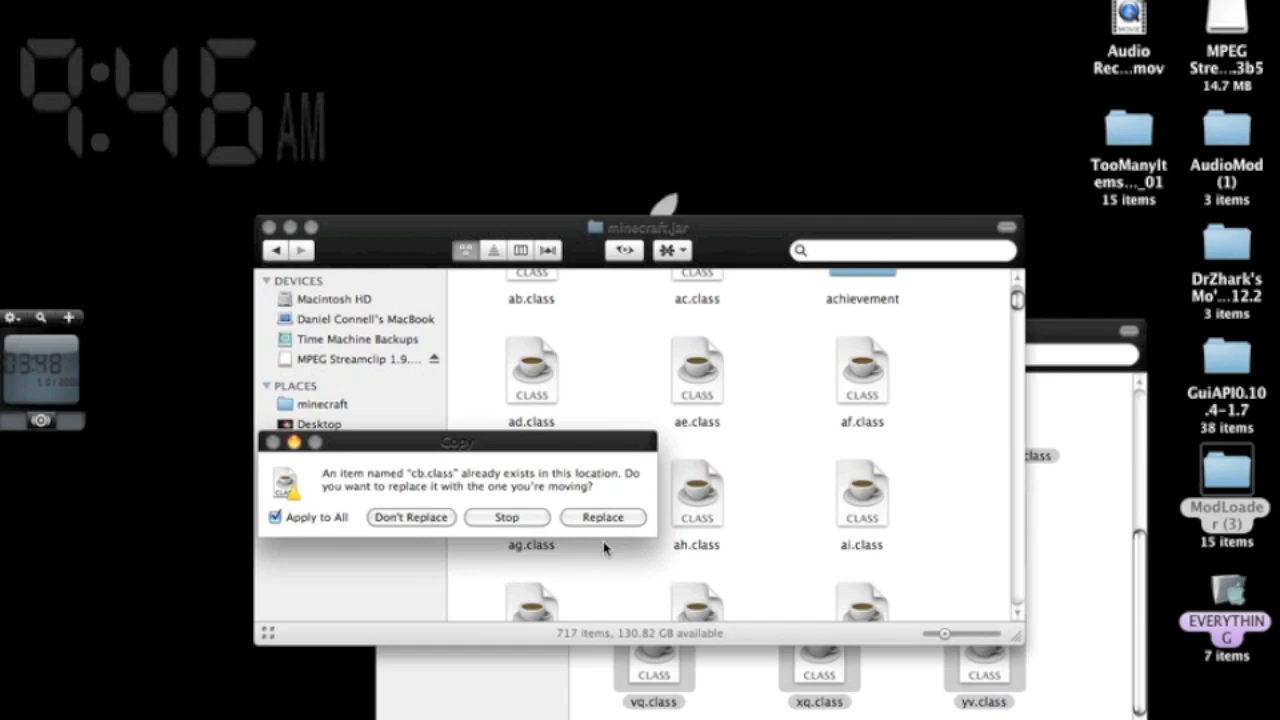 9:46 AM
Audio
Rec...mov
MPEG
Stre....3b5
14.7 MB
TooManyIt
ems..._01
15 items
AudioMod
(1)
3 items
DrZhark's
Mo'...12.2
3 items
GuiAPI0.10
.4-1.7
38 items
ModLoade
r (3)
15 items
EVERYTHIN
G
7 items
minecraft.jar
DEVICES
Macintosh HD
Daniel Connell's MacBook
Time Machine Backups
MPEG Streamclip 1.9....
PLACES
minecraft
Desktop
CLASS
CLASS
ab.class
ac.class
achievement
CLASS
CLASS
CLASS
ad.class
ae.class
af.class
CLASS
CLASS
ag.class
ah.class
ai.class
717 items, 130.82 GB available
Copy
An item named "cb.class" already exists in this location. Do
you want to replace it with the one you're moving?
Apply to All
Don't Replace
Stop
Replace
class
CLASS
CLASS
CLASS
vq.class
xq.class
yv.class